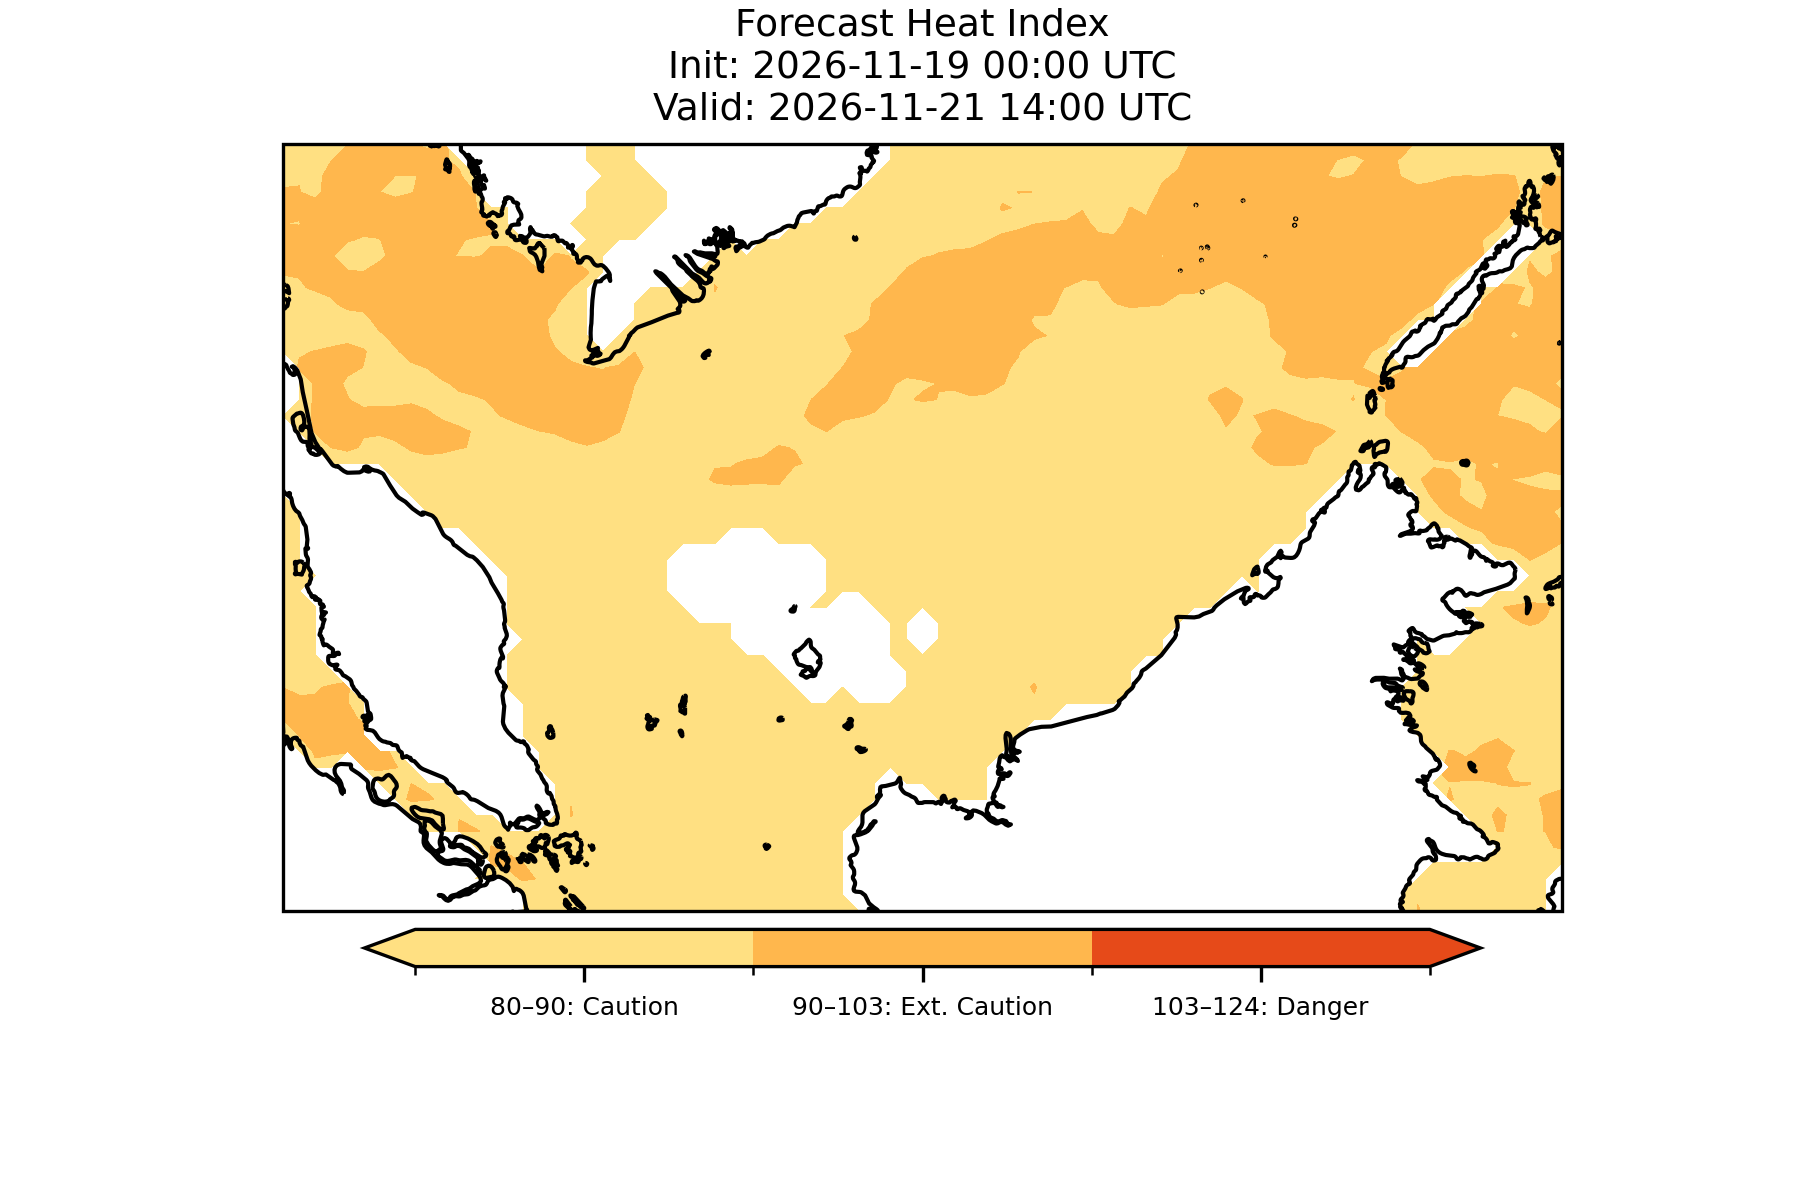 Forecast Heat Index
Init: 2026-11-19 00:00 UTC
Valid: 2026-11-21 14:00 UTC
80–90: Caution
90–103: Ext. Caution
103–124: Danger